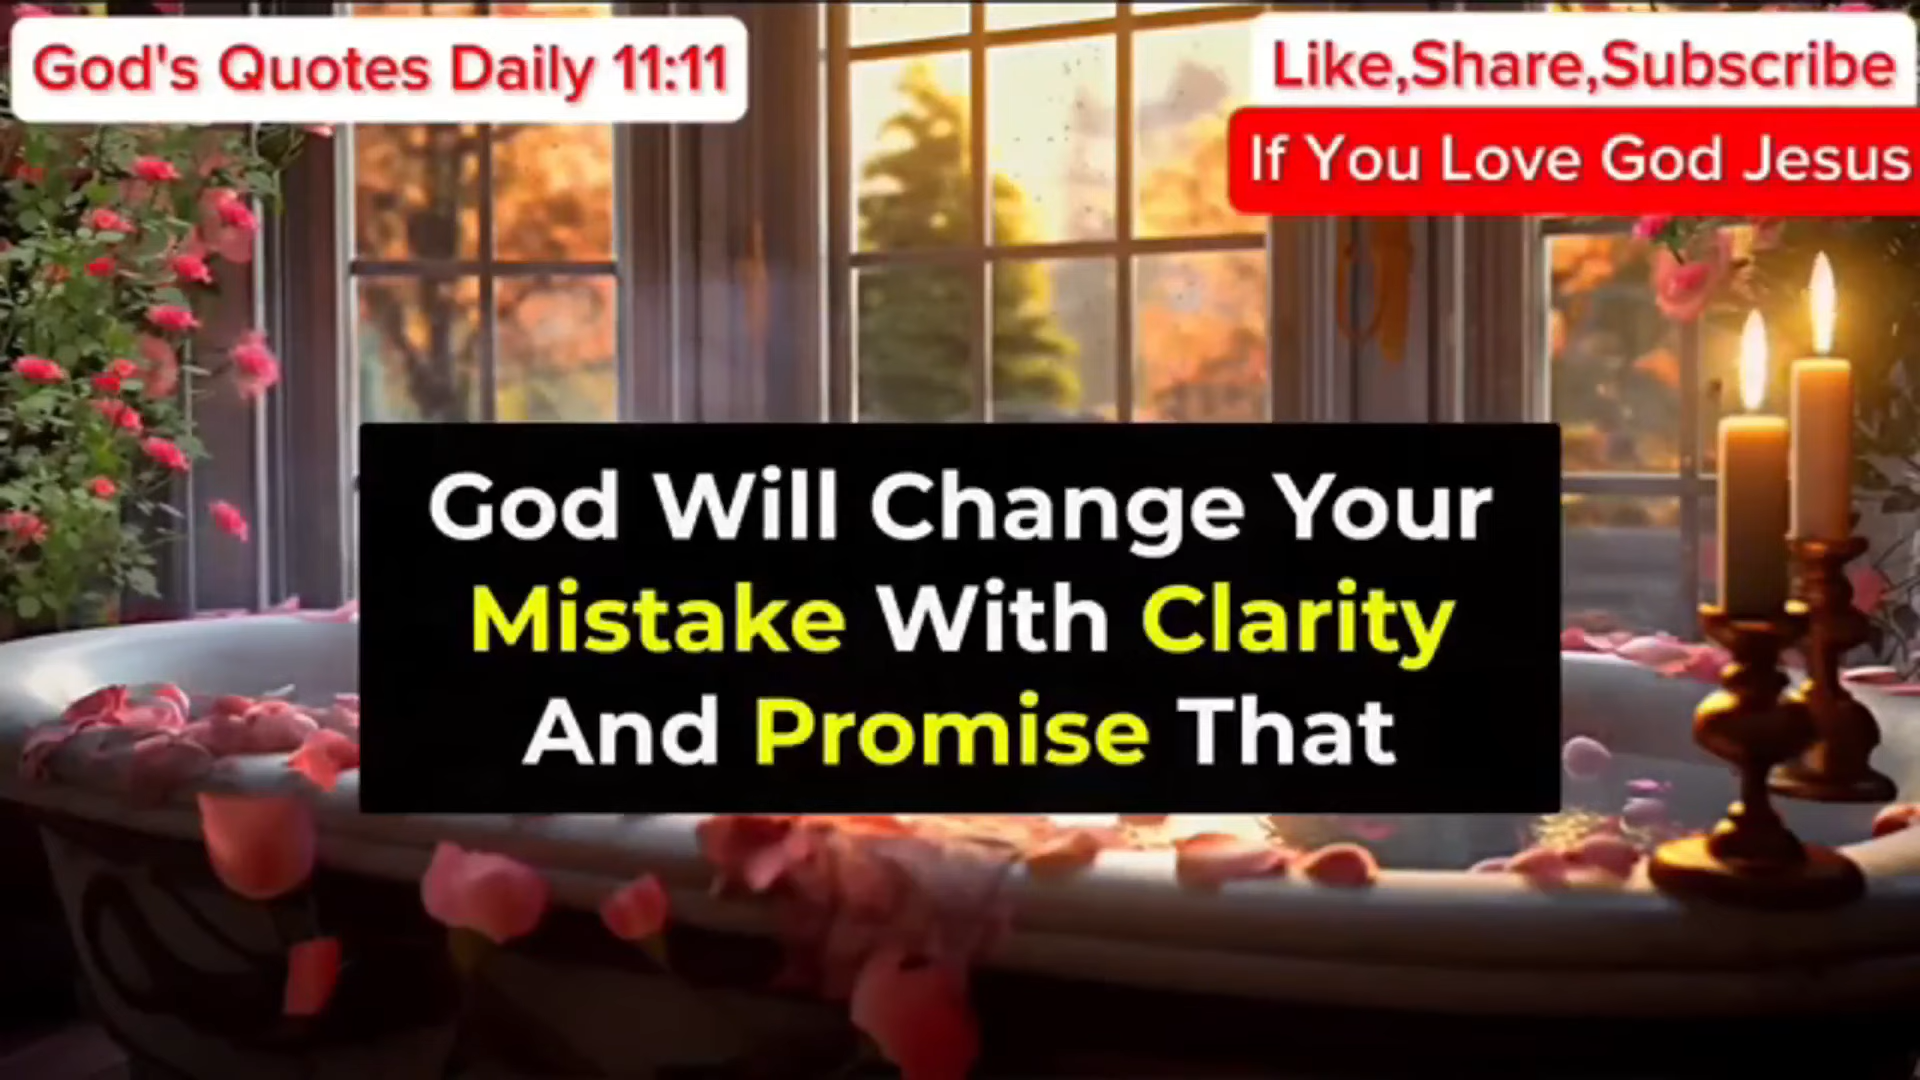 God's Quotes Daily 11:11
Like,Share,Subscribe
If You Love God Jesus
God Will Change Your
Mistake With Clarity
And Promise That